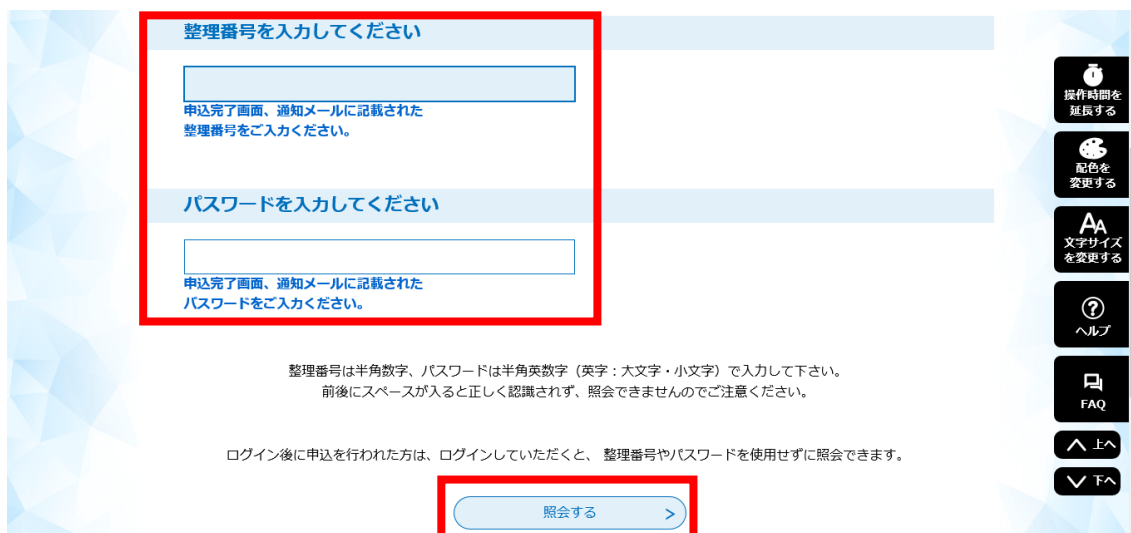 整理番号を入力してください
申込完了画面、通知メールに記載された
整理番号をご入力ください。
パスワードを入力してください
申込完了画面、通知メールに記載された
パスワードをご入力ください。
整理番号は半角数字、パスワードは半角英数字（英字：大文字・小文字）で入力して下さい。
前後にスペースが入ると正しく認識されず、照会できませんのでご注意ください。
ログイン後に申込を行われた方は、ログインしていただくと、 整理番号やパスワードを使用せずに照会できます。
照会する
操作時間を
延長する
配色を
変更する
文字サイズ
を変更する
ヘルプ
FAQ
上へ
下へ